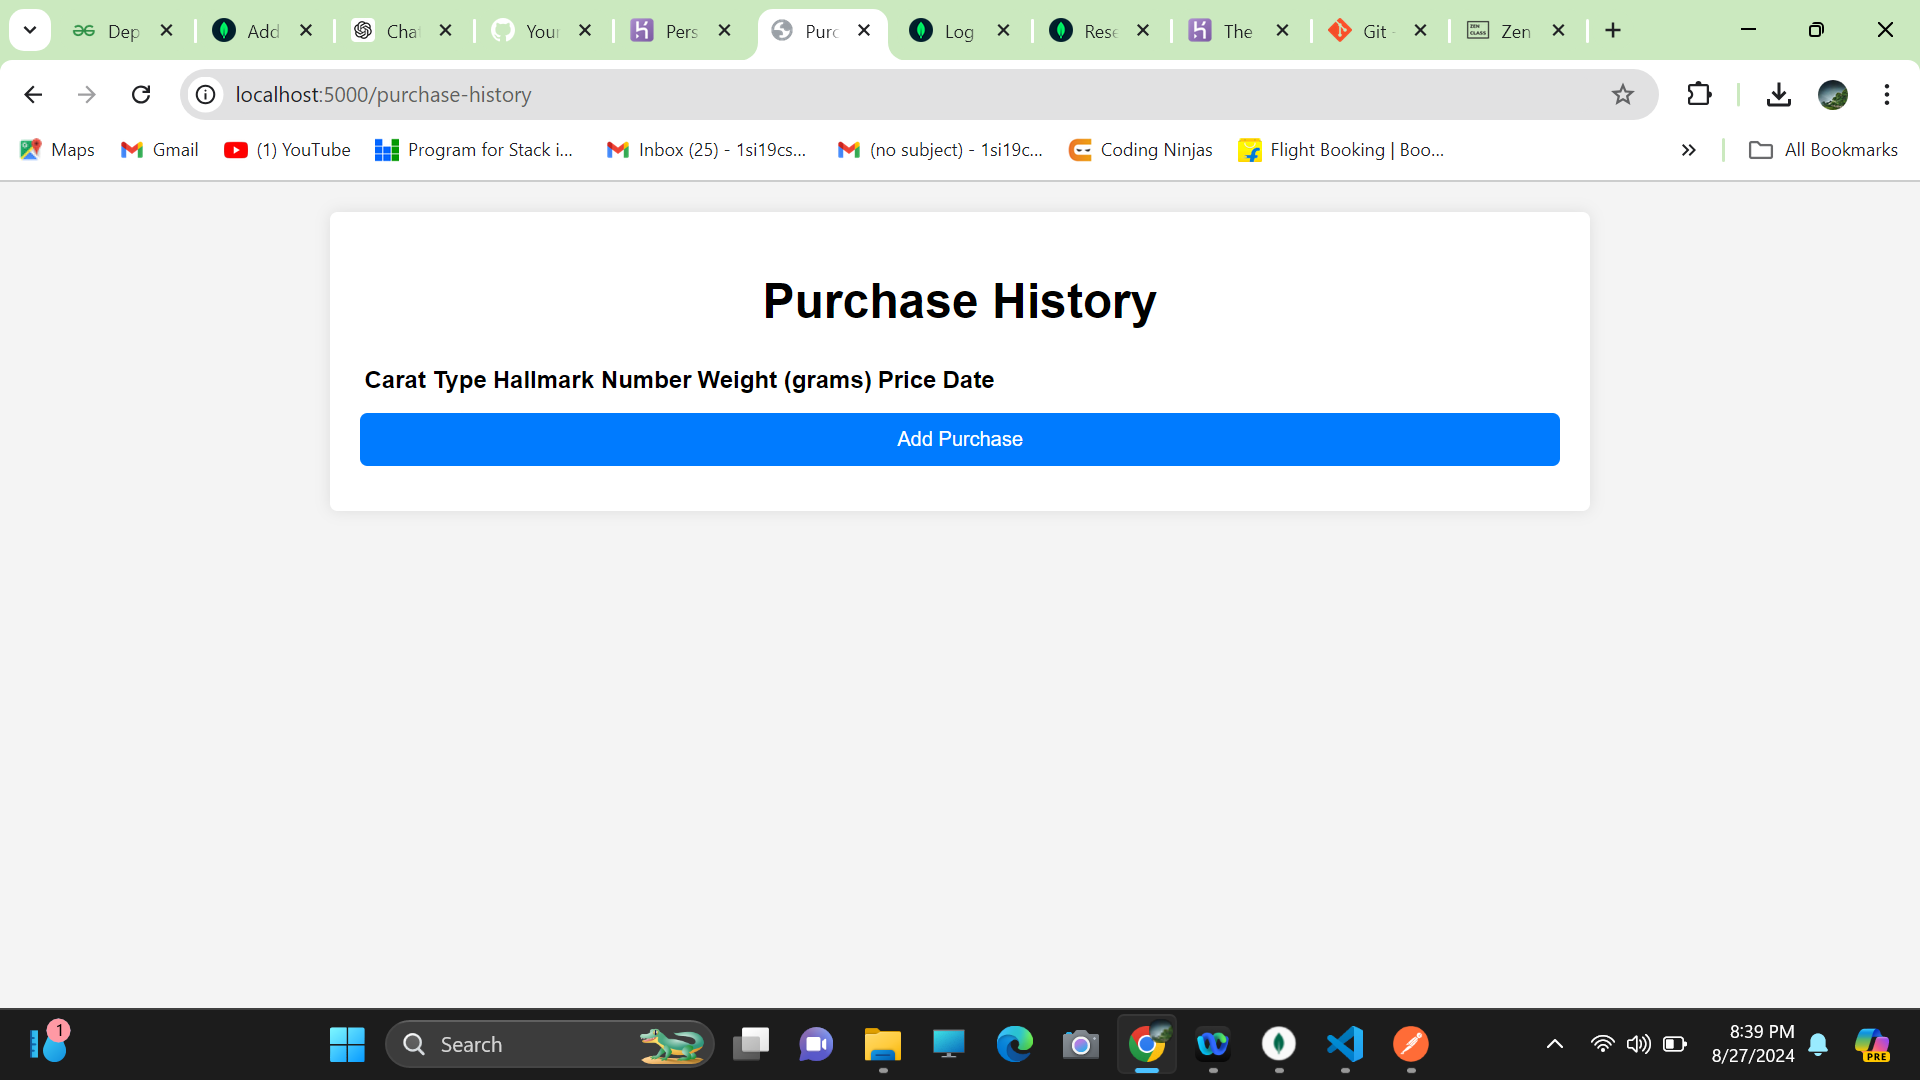 Dep
Add
Cha
Your
Pers
Purc
Log
Rese
The
Git -
Zen
localhost:5000/purchase-history
Maps
Gmail
(1) YouTube
Program for Stack i...
Inbox (25) - 1si19cs...
(no subject) - 1si19c...
Coding Ninjas
Flight Booking | Boo...
All Bookmarks
Purchase History
Carat Type Hallmark Number Weight (grams) Price Date
Add Purchase
1
Search
8:39 PM
8/27/2024
PRE